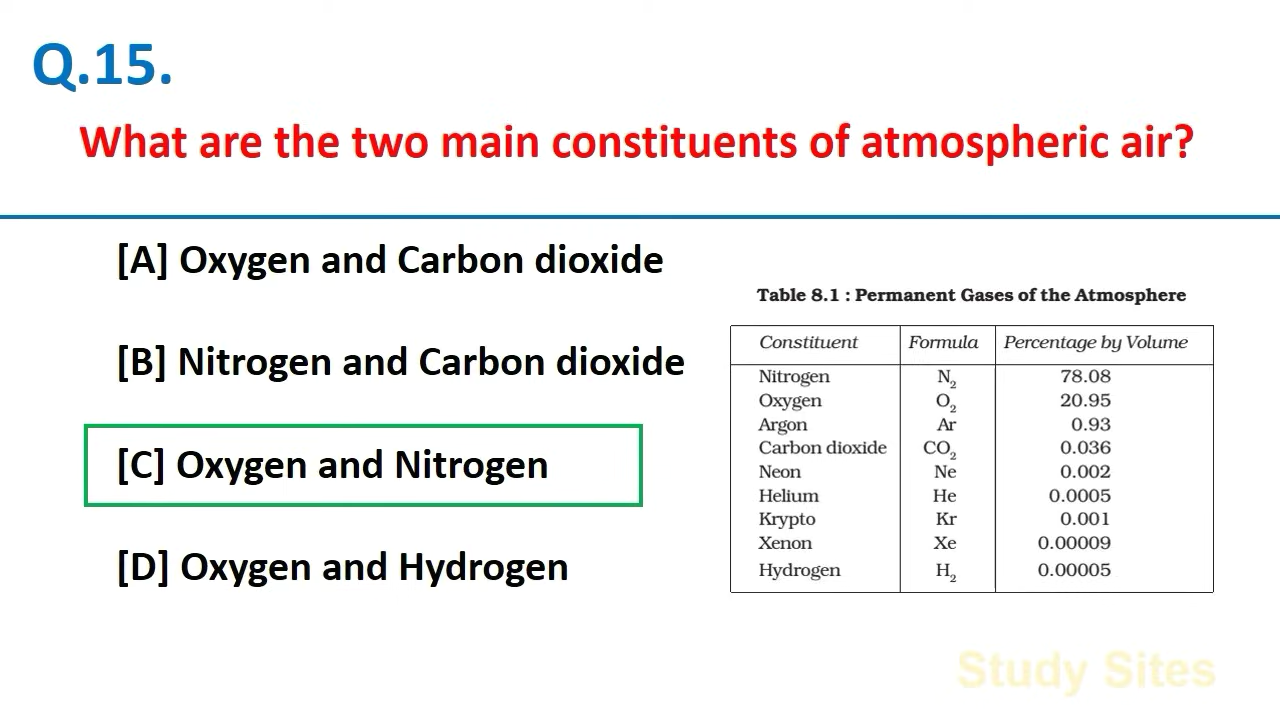 Q.15.
What are the two main constituents of atmospheric air?
[A] Oxygen and Carbon dioxide
[B] Nitrogen and Carbon dioxide
[C] Oxygen and Nitrogen
[D] Oxygen and Hydrogen
Table 8.1 : Permanent Gases of the Atmosphere
Constituent Formula Percentage by Volume
Nitrogen N₂ 78.08
Oxygen O₂ 20.95
Argon Ar 0.93
Carbon dioxide CO₂ 0.036
Neon Ne 0.002
Helium He 0.0005
Krypto Kr 0.001
Xenon Xe 0.00009
Hydrogen H₂ 0.00005
Study Sites